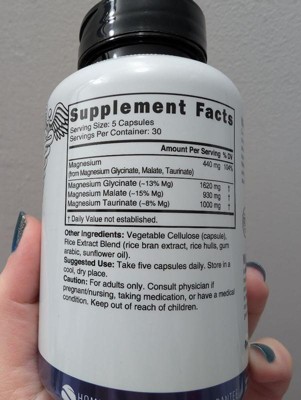 Supplement Facts
Serving Size: 5 Capsules
Servings Per Container: 30
Amount Per Serving % DV
Magnesium 440 mg 104%
(from Magnesium Glycinate, Malate, Taurinate)
Magnesium Glycinate (~13% Mg) 1620 mg †
Magnesium Malate (~15% Mg) 930 mg †
Magnesium Taurinate (~8% Mg) 1000 mg †
† Daily Value not established.
Other Ingredients: Vegetable Cellulose (capsule),
Rice Extract Blend (rice bran extract, rice hulls, gum
arabic, sunflower oil).
Suggested Use: Take five capsules daily. Store in a
cool, dry place.
Caution: For adults only. Consult physician if
pregnant/nursing, taking medication, or have a medical
condition. Keep out of reach of children.